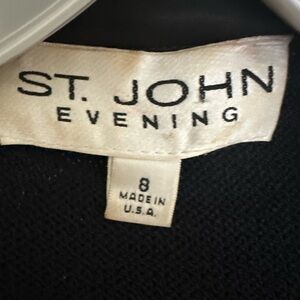 ST. JOHN
EVENING
8
MADE IN
U.S.A.